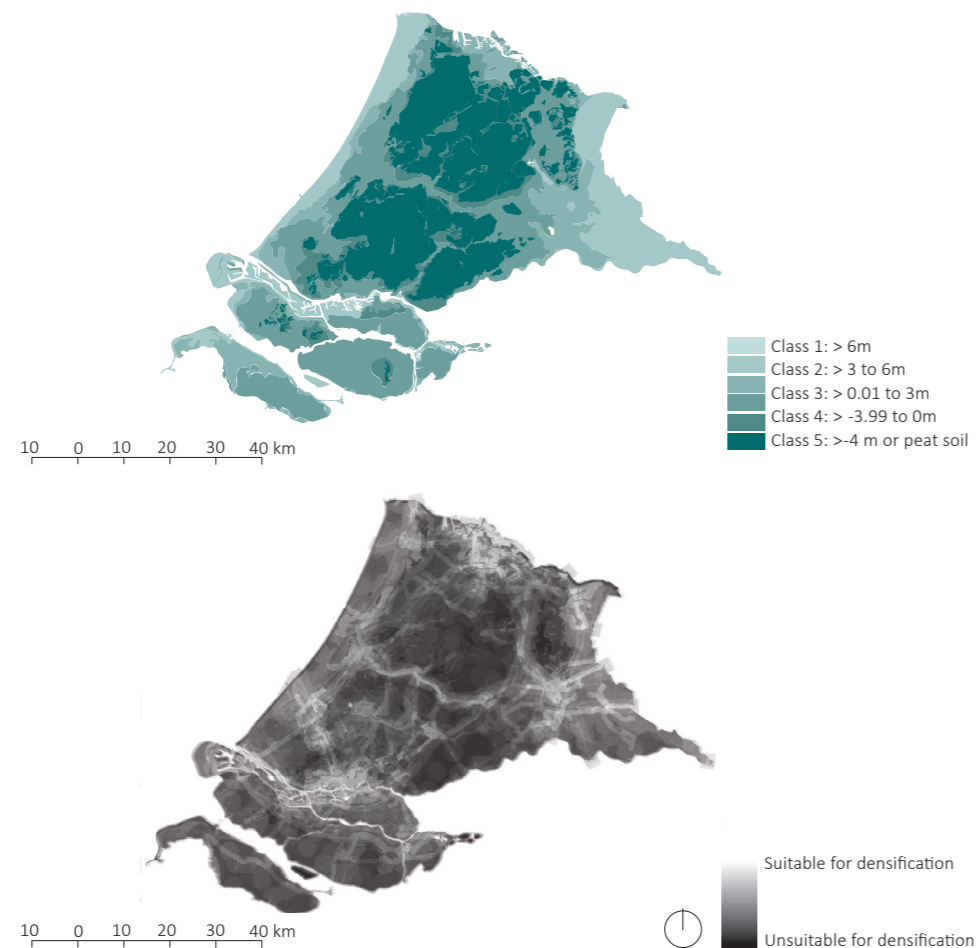 Class 1: > 6m
Class 2: > 3 to 6m
Class 3: > 0.01 to 3m
Class 4: > -3.99 to 0m
Class 5: >-4 m or peat soil
10 0 10 20 30 40 km
Suitable for densification
Unsuitable for densification
10 0 10 20 30 40 km